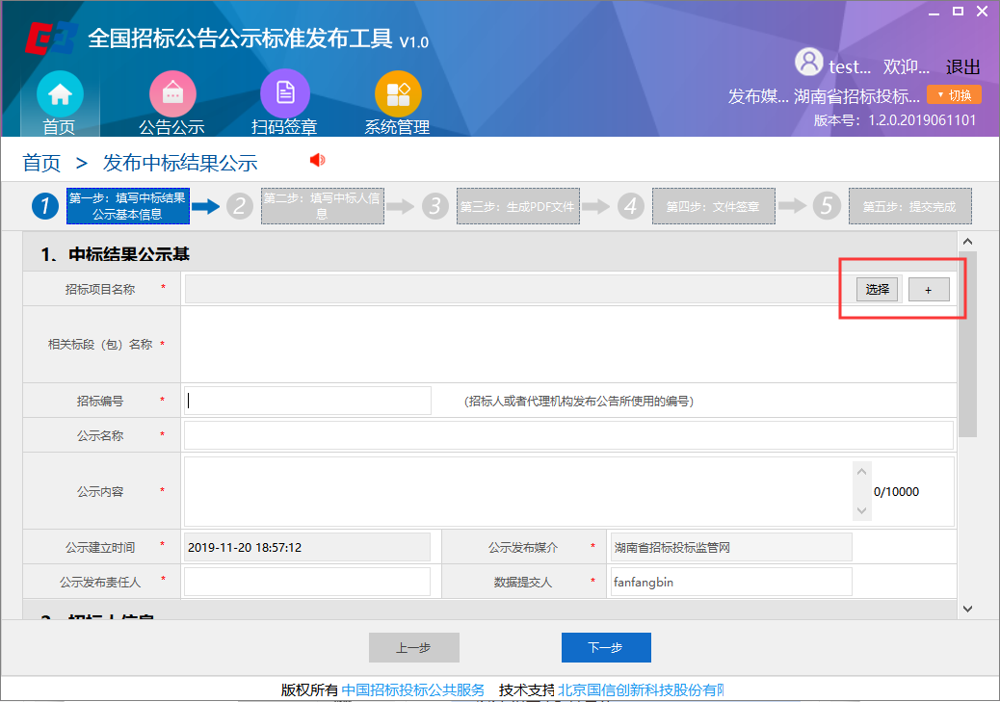 全国招标公告公示标准发布工具 V1.0
test... 欢迎... 退出
发布媒... 湖南省招标投标... 切换
版本号：1.2.0.2019061101
首页 公告公示 扫码签章 系统管理
首页 > 发布中标结果公示
1 第一步：填写中标结果
公示基本信息
2 第二步：填写中标人信
息
3 第三步：生成PDF文件
4 第四步：文件签章
5 第五步：提交完成
1、中标结果公示基
招标项目名称 * 选择 +
相关标段（包）名称 *
招标编号 * （招标人或者代理机构发布公告所使用的编号）
公示名称 *
公示内容 * 0/10000
公示建立时间 * 2019-11-20 18:57:12 公示发布媒介 * 湖南省招标投标监管网
公示发布责任人 * 数据提交人 * fanfangbin
2、招标人信息
上一步 下一步
版权所有 中国招标投标公共服务 技术支持 北京国信创新科技股份有